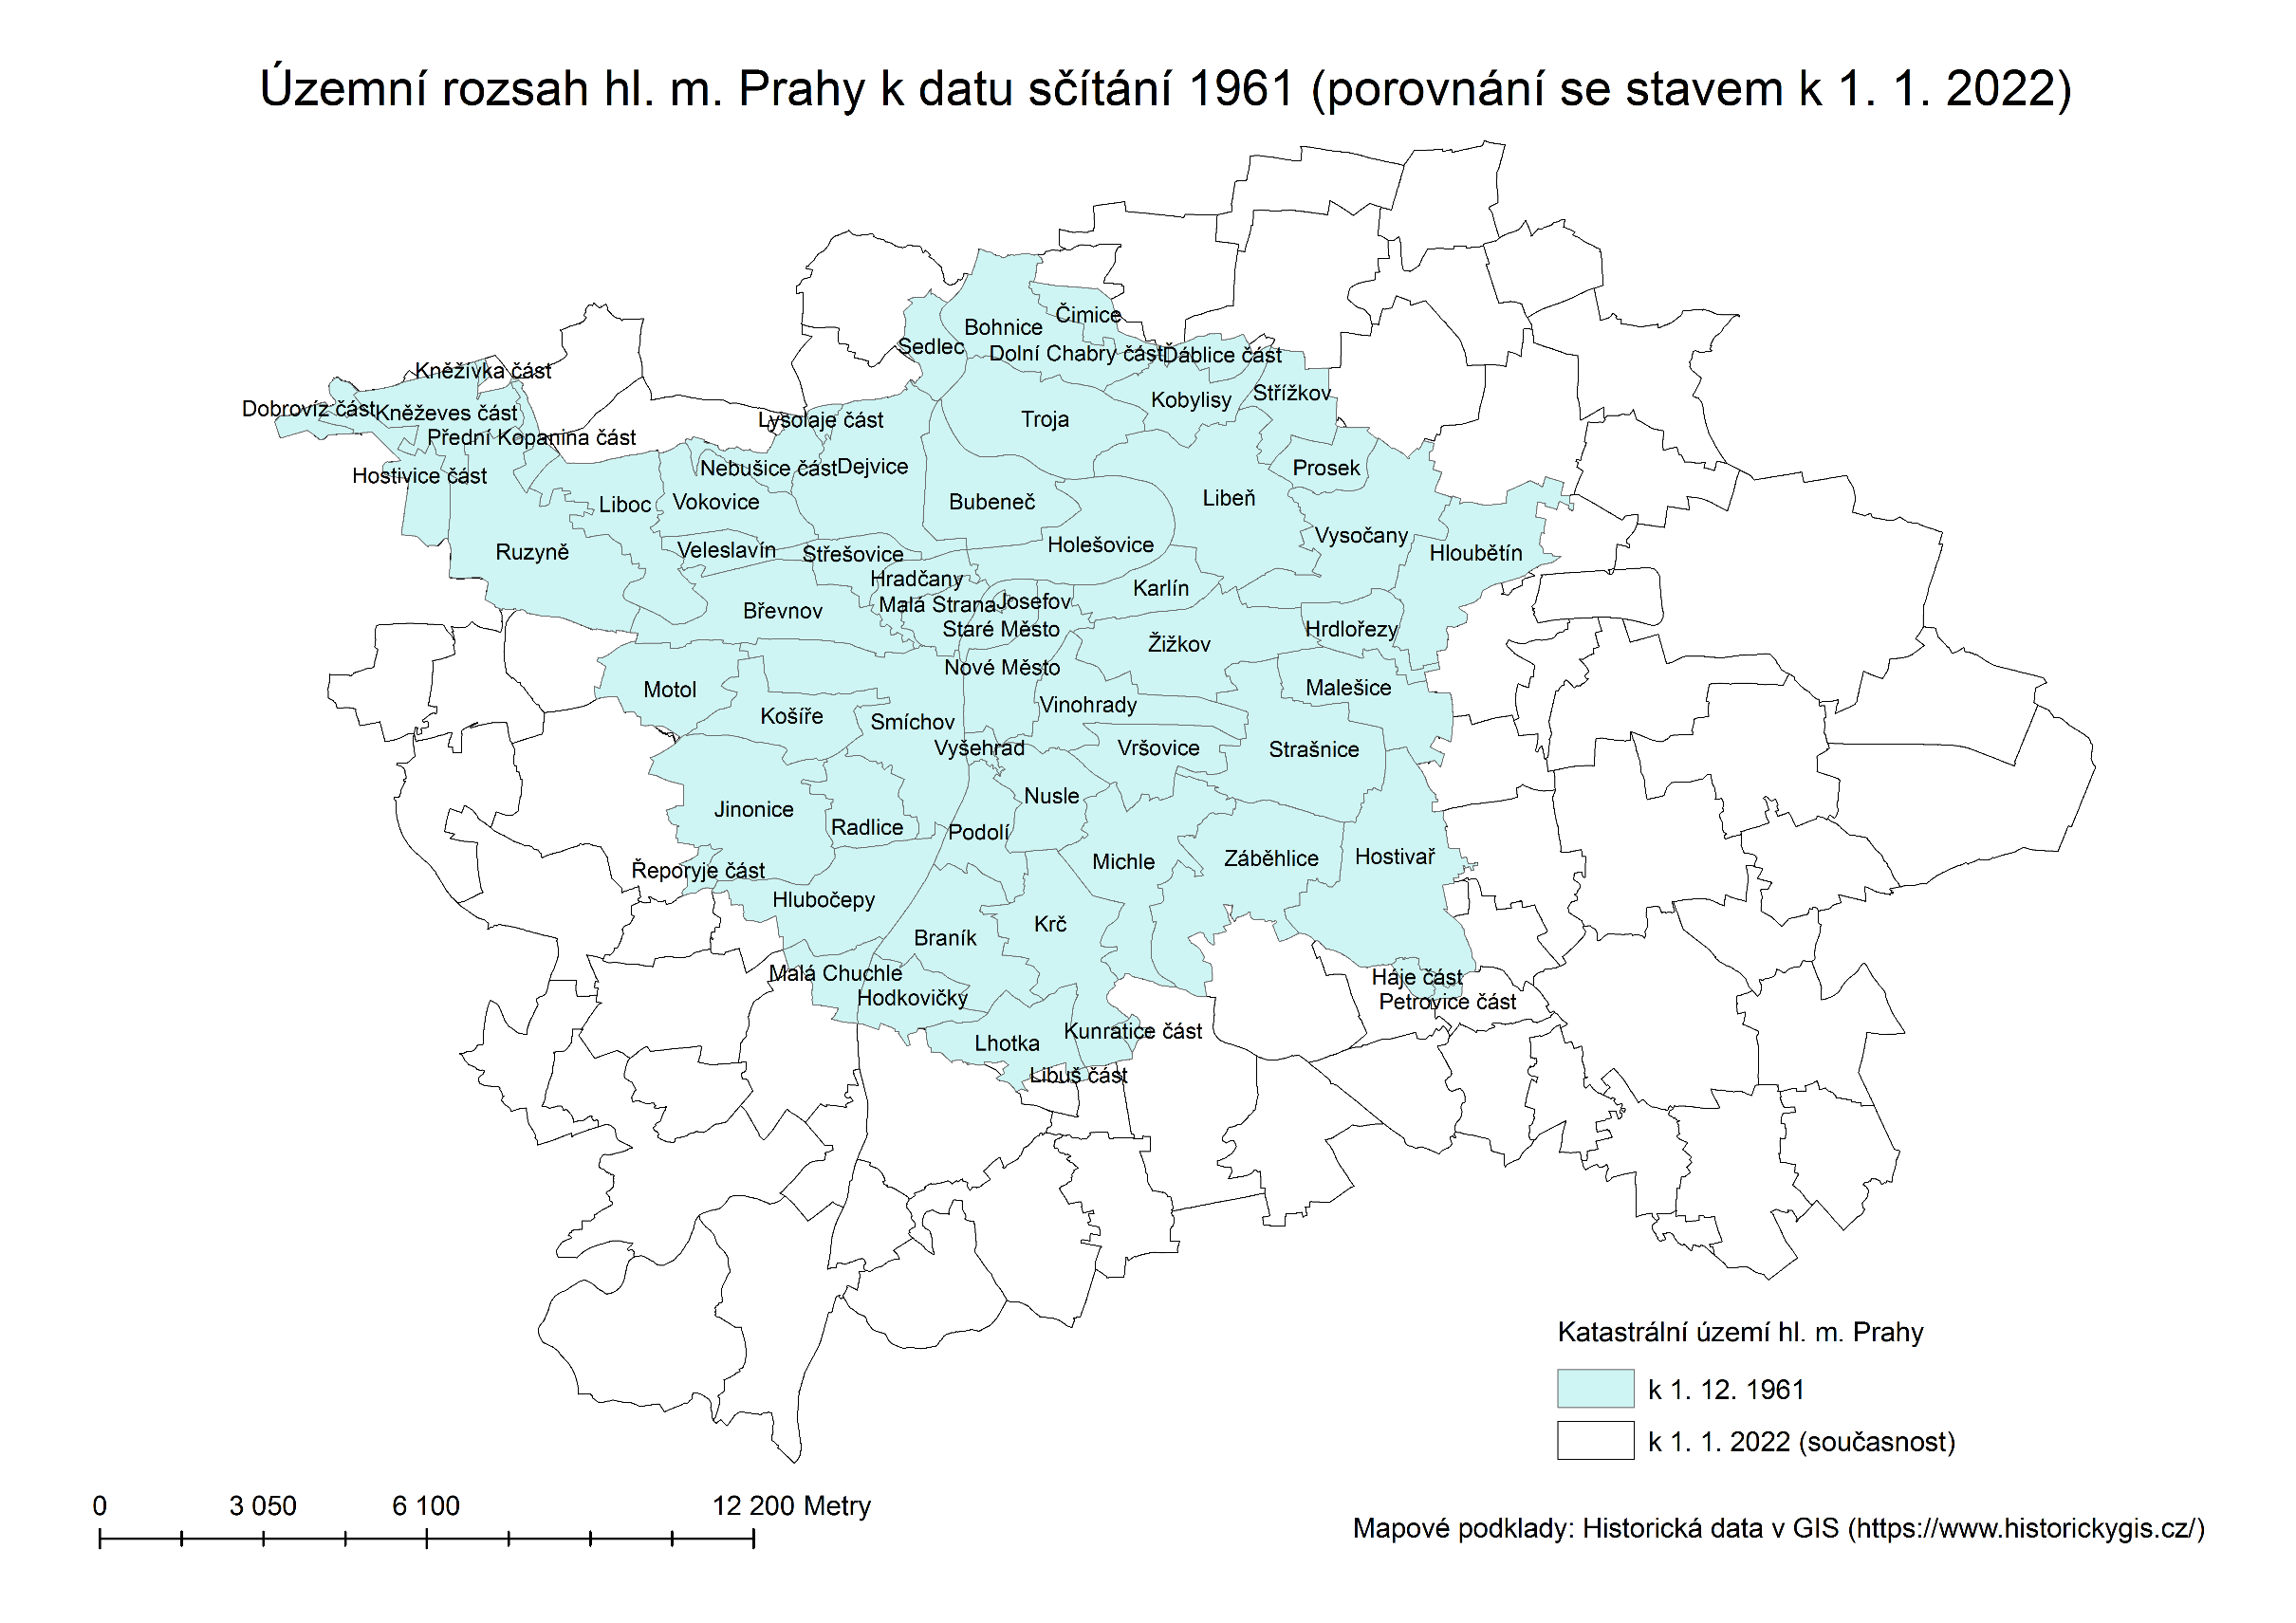 Územní rozsah hl. m. Prahy k datu sčítání 1961 (porovnání se stavem k 1. 1. 2022)
Čimice
Bohnice
Sedlec
Dolní Chabry část
Ďáblice část
Kněžívka část
Střížkov
Kobylisy
Dobrovíz část
Kněževes část
Lysolaje část
Troja
Přední Kopanina část
Hostivice část
Nebušice část
Dejvice
Prosek
Liboc
Vokovice
Bubeneč
Libeň
Vysočany
Ruzyně
Veleslavín
Střešovice
Holešovice
Hloubětín
Hradčany
Karlín
Břevnov
Malá Strana
Josefov
Staré Město
Hrdlořezy
Žižkov
Nové Město
Motol
Malešice
Vinohrady
Košíře
Smíchov
Vyšehrad
Vršovice
Strašnice
Nusle
Jinonice
Radlice
Podolí
Michle
Záběhlice
Hostivař
Řeporyje část
Hlubočepy
Krč
Braník
Malá Chuchle
Háje část
Hodkovičky
Petrovice část
Kunratice část
Lhotka
Libuš část
Katastrální území hl. m. Prahy
k 1. 12. 1961
k 1. 1. 2022 (současnost)
0 3 050 6 100 12 200 Metry
Mapové podklady: Historická data v GIS (https://www.historickygis.cz/)